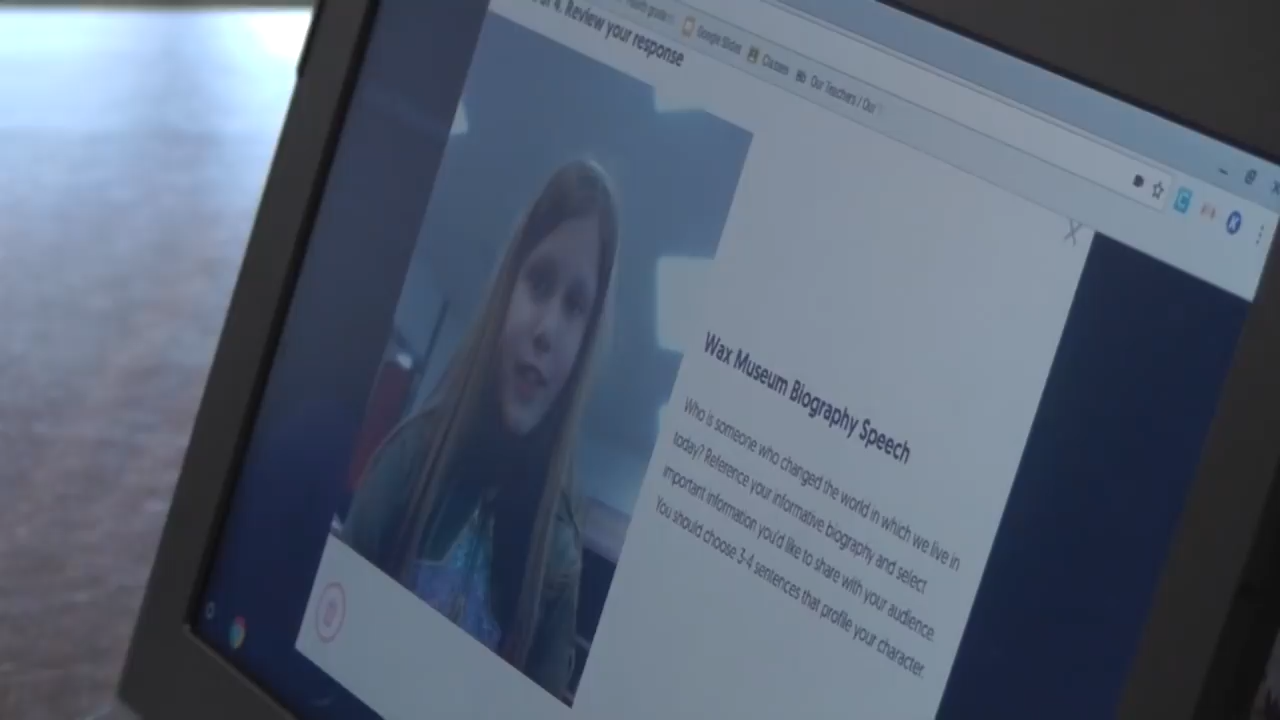 4. Review your response
Google Slides
Classes
Our Teachers / Our
Wax Museum Biography Speech
Who is someone who changed the world in which we live in
today? Reference your informative biography and select
important information you'd like to share with your audience.
You should choose 3-4 sentences that profile your character.